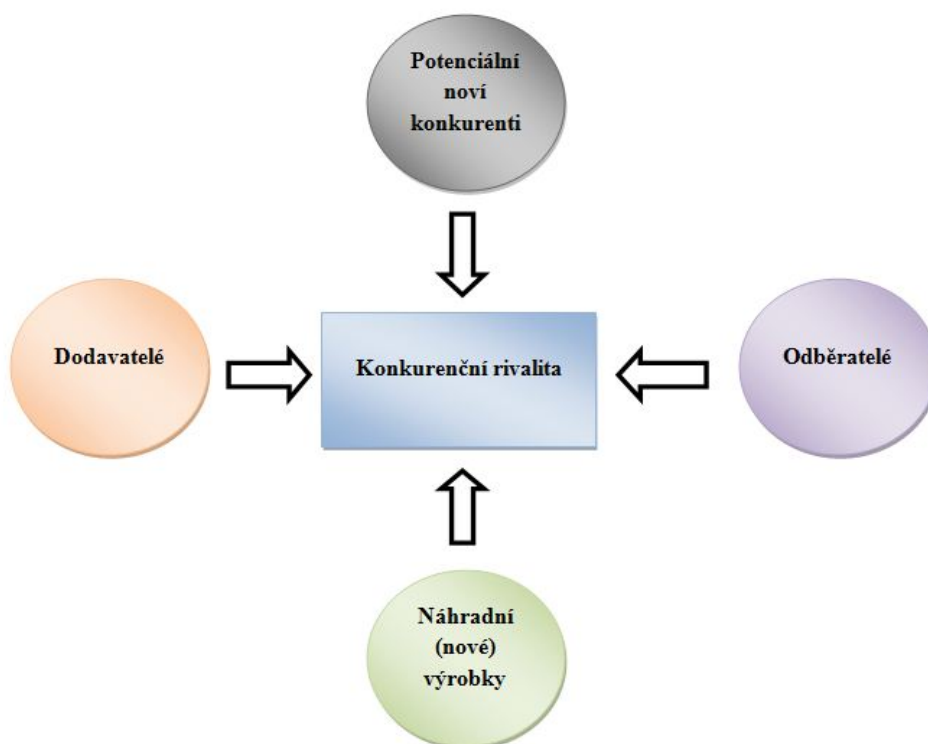 Potenciální
noví
konkurenti
Dodavatelé
Konkurenční rivalita
Odběratelé
Náhradní
(nové)
výrobky